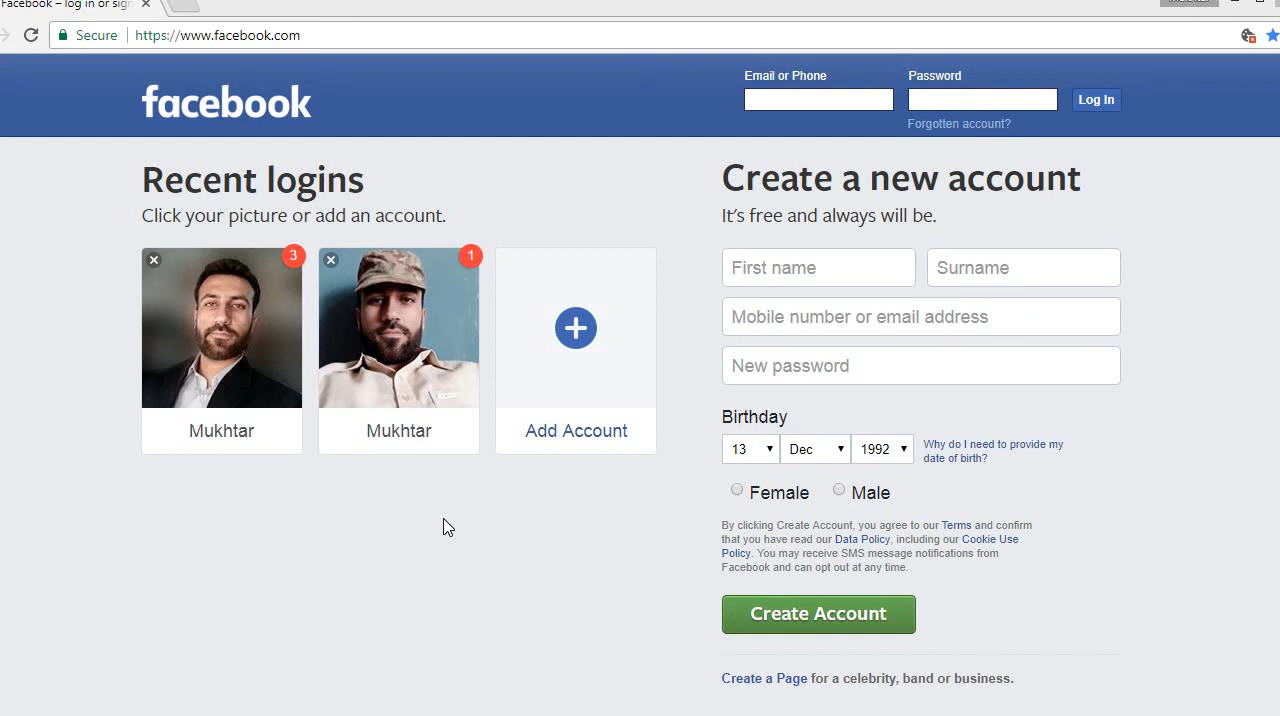 Facebook – log in or sign
Secure https://www.facebook.com
facebook
Email or Phone Password
Log In
Forgotten account?
Recent logins
Click your picture or add an account.
3 1
Mukhtar Mukhtar Add Account
Create a new account
It's free and always will be.
First name Surname
Mobile number or email address
New password
Birthday
13 Dec 1992
Why do I need to provide my
date of birth?
Female Male
By clicking Create Account, you agree to our Terms and confirm
that you have read our Data Policy, including our Cookie Use
Policy. You may receive SMS message notifications from
Facebook and can opt out at any time.
Create Account
Create a Page for a celebrity, band or business.